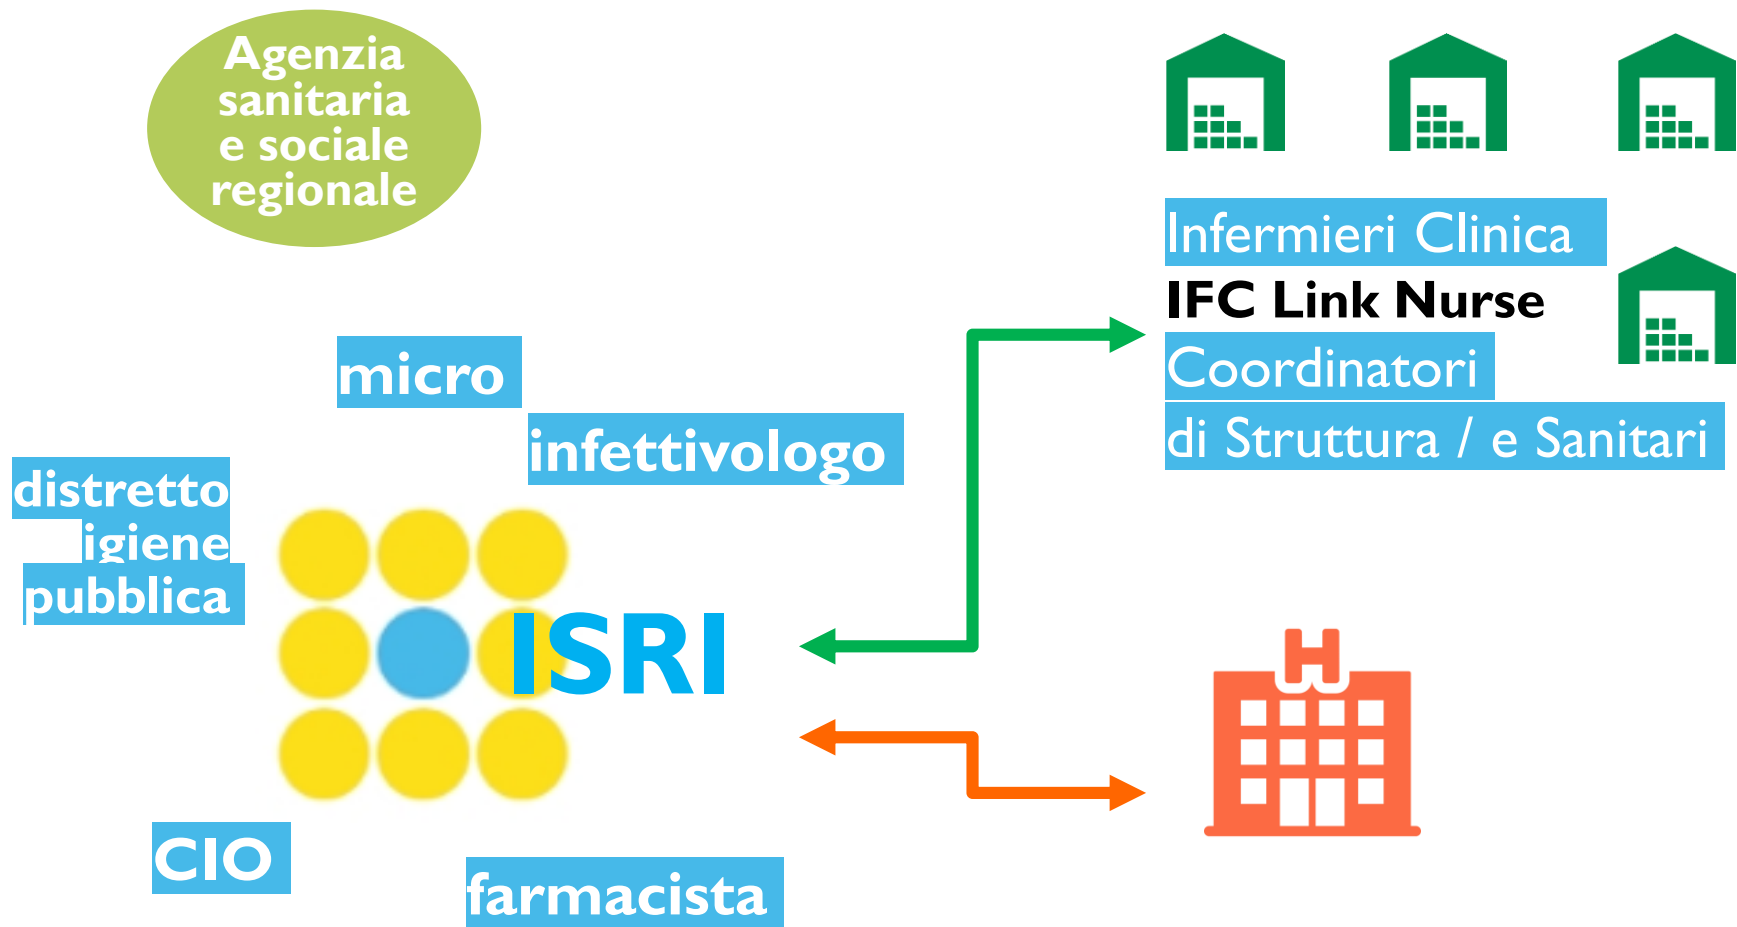 Agenzia
sanitaria
e sociale
regionale
Infermieri Clinica
IFC Link Nurse
Coordinatori
di Struttura / e Sanitari
micro
infettivologo
distretto
igiene
pubblica
ISRI
H
CIO
farmacista